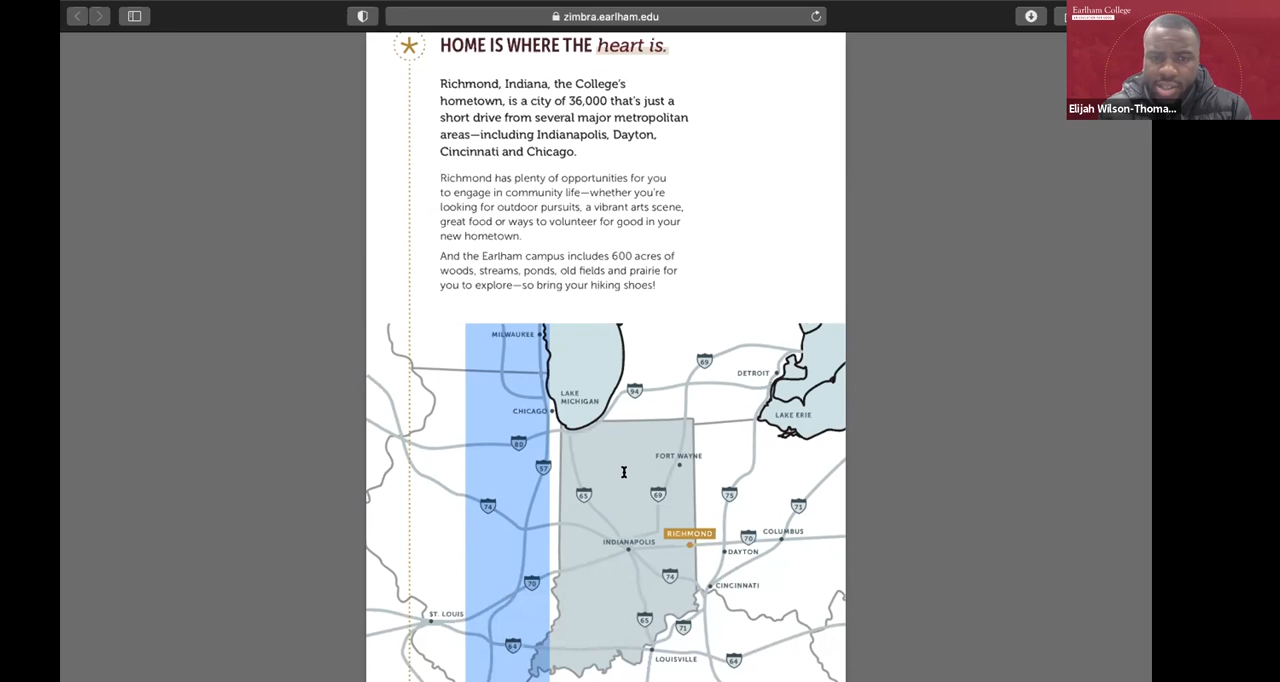 zimbra.earlham.edu
Earlham College
Elijah Wilson-Thoma...
HOME IS WHERE THE heart is.
Richmond, Indiana, the College's
hometown, is a city of 36,000 that's just a
short drive from several major metropolitan
areas—including Indianapolis, Dayton,
Cincinnati and Chicago.
Richmond has plenty of opportunities for you
to engage in community life—whether you're
looking for outdoor pursuits, a vibrant arts scene,
great food or ways to volunteer for good in your
new hometown.
And the Earlham campus includes 600 acres of
woods, streams, ponds, old fields and prairie for
you to explore—so bring your hiking shoes!
MILWAUKEE
69
DETROIT
94
LAKE
MICHIGAN
CHICAGO
LAKE ERIE
80
FORT WAYNE
57
65
69
75
74
71
RICHMOND
70
COLUMBUS
INDIANAPOLIS
DAYTON
74
70
CINCINNATI
ST. LOUIS
65
71
64
LOUISVILLE
64